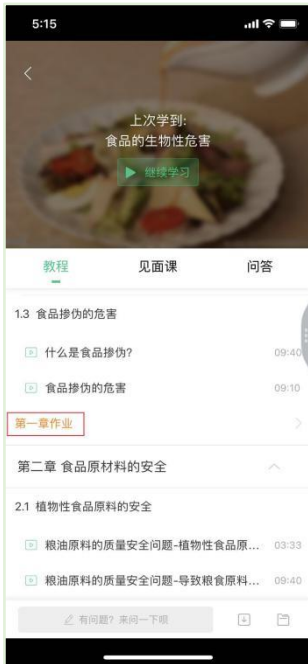 5:15
上次学到:
食品的生物性危害
继续学习
教程 见面课 问答
1.3 食品掺伪的危害
什么是食品掺伪? 09:40
食品掺伪的危害 09:10
第一章作业
第二章 食品原材料的安全
2.1 植物性食品原料的安全
粮油原料的质量安全问题-植物性食品原... 03:33
粮油原料的质量安全问题-导致粮食原料... 09:40
有问题? 来问一下呗